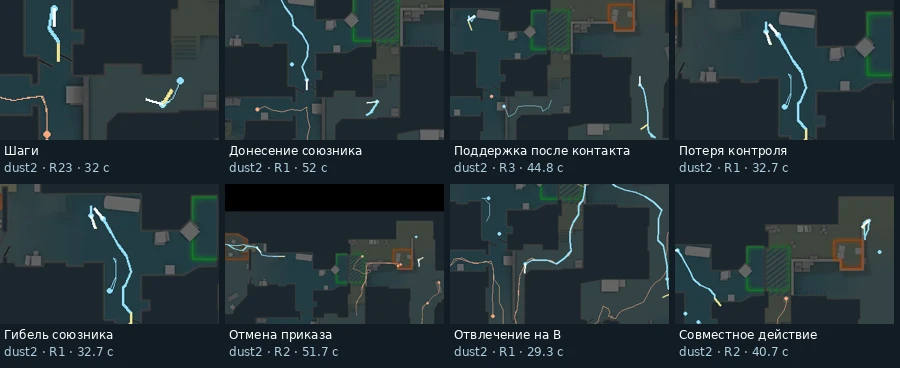 Шаги
dust2 · R23 · 32 с
Донесение союзника
dust2 · R1 · 52 с
Поддержка после контакта
dust2 · R3 · 44.8 с
Потеря контроля
dust2 · R1 · 32.7 с
Гибель союзника
dust2 · R1 · 32.7 с
Отмена приказа
dust2 · R2 · 51.7 с
Отвлечение на B
dust2 · R1 · 29.3 с
Совместное действие
dust2 · R2 · 40.7 с